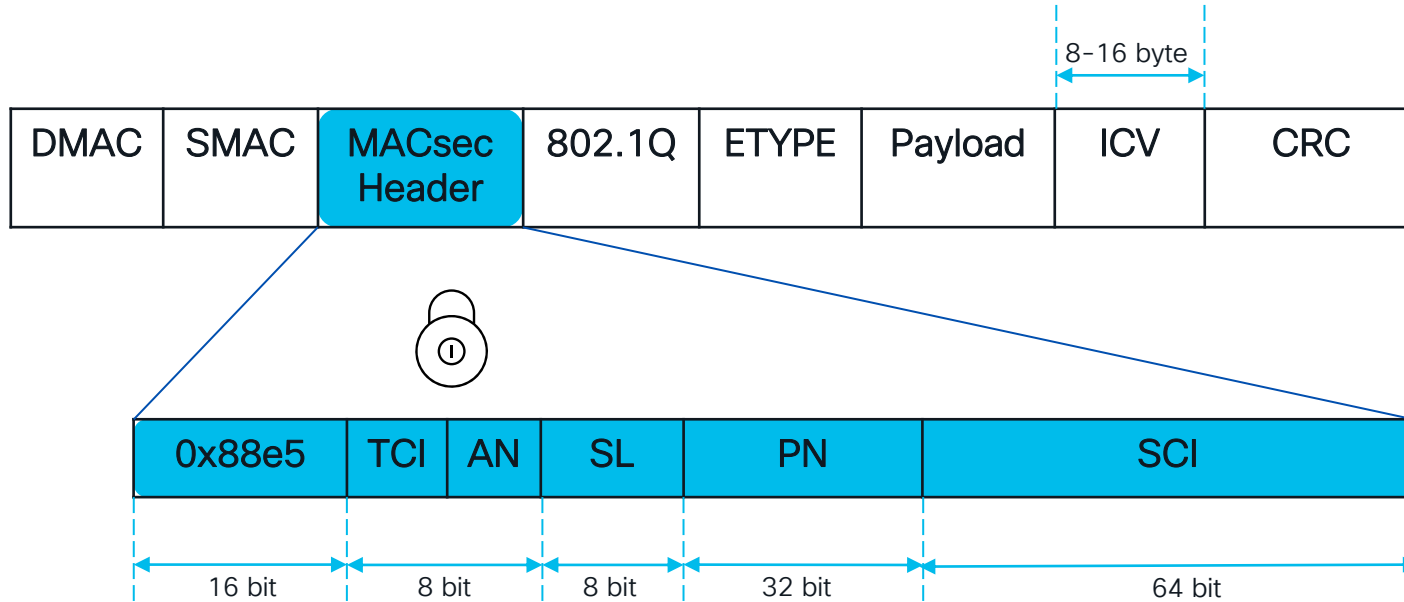 8-16 byte
DMAC SMAC MACsec Header 802.1Q ETYPE Payload ICV CRC
0x88e5 TCI AN SL PN SCI
16 bit 8 bit 8 bit 32 bit 64 bit